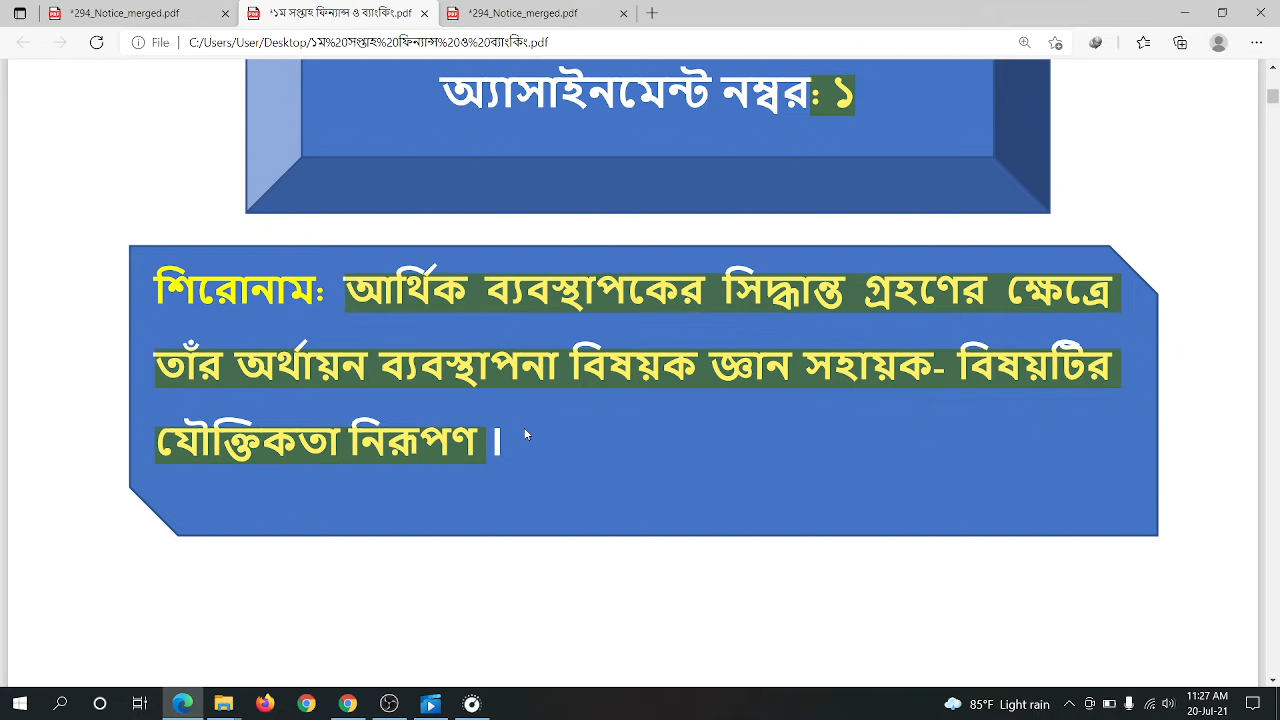 *294_Notice_merged.pdf
*১ম সপ্তাহ ফিন্যান্স ও ব্যাংকিং.pdf
*294_Notice_merged.pdf
File
C:/Users/User/Desktop/১ম%20সপ্তাহ%20ফিন্যান্স%20ও%20ব্যাংকিং.pdf
অ্যাসাইনমেন্ট নম্বর: ১
শিরোনাম: আর্থিক ব্যবস্থাপকের সিদ্ধান্ত গ্রহণের ক্ষেত্রে
তাঁর অর্থায়ন ব্যবস্থাপনা বিষয়ক জ্ঞান সহায়ক- বিষয়টির
যৌক্তিকতা নিরূপণ ।
85°F Light rain
11:27 AM
20-Jul-21